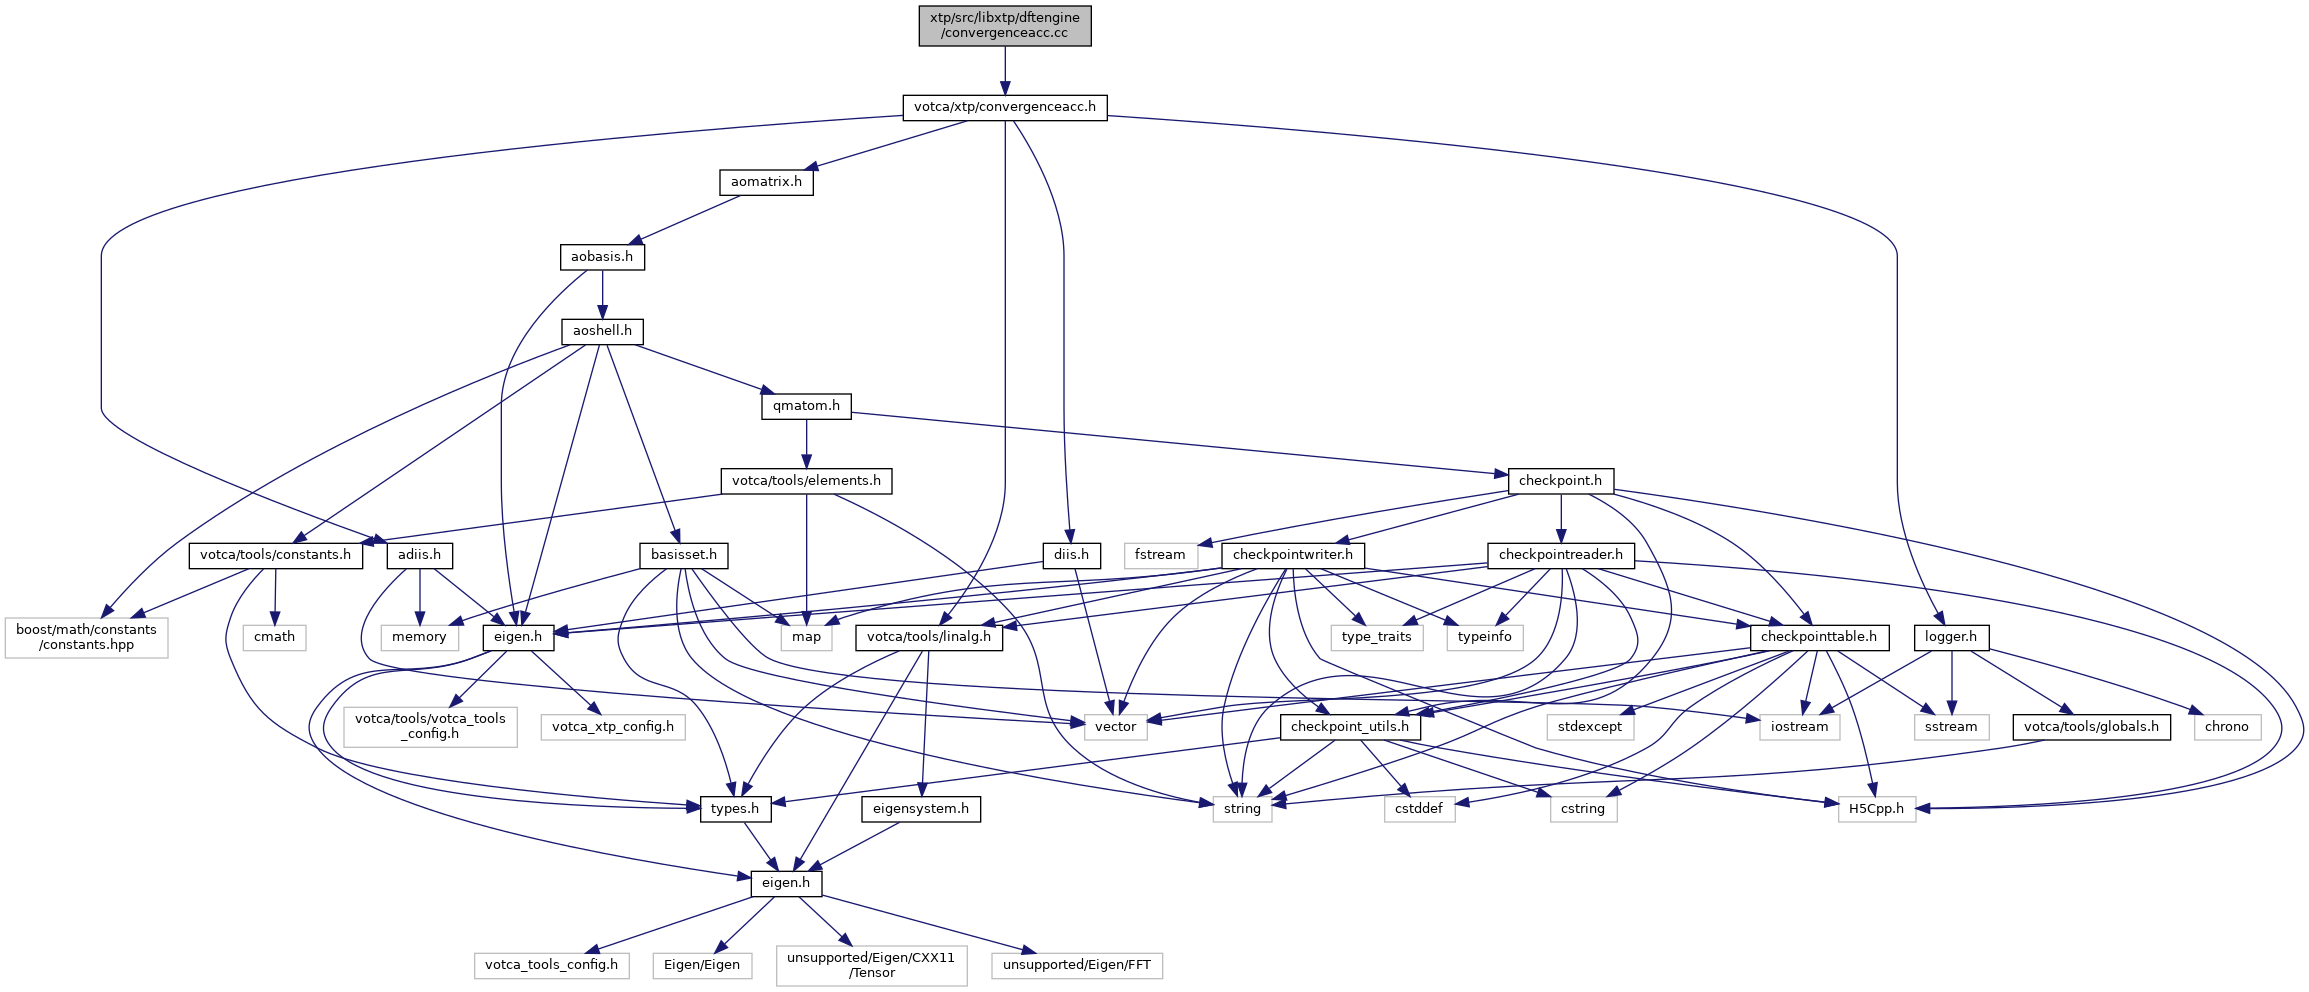 xtp/src/libxtp/dftengine
/convergenceacc.cc
votca/xtp/convergenceacc.h
aomatrix.h
aobasis.h
aoshell.h
qmatom.h
votca/tools/elements.h
checkpoint.h
votca/tools/constants.h
adiis.h
basisset.h
diis.h
fstream
checkpointwriter.h
checkpointreader.h
boost/math/constants
/constants.hpp
cmath
memory
eigen.h
map
votca/tools/linalg.h
type_traits
typeinfo
checkpointtable.h
logger.h
votca/tools/votca_tools
_config.h
votca_xtp_config.h
vector
checkpoint_utils.h
stdexcept
iostream
sstream
votca/tools/globals.h
chrono
types.h
eigensystem.h
string
cstddef
cstring
H5Cpp.h
eigen.h
votca_tools_config.h
Eigen/Eigen
unsupported/Eigen/CXX11
/Tensor
unsupported/Eigen/FFT